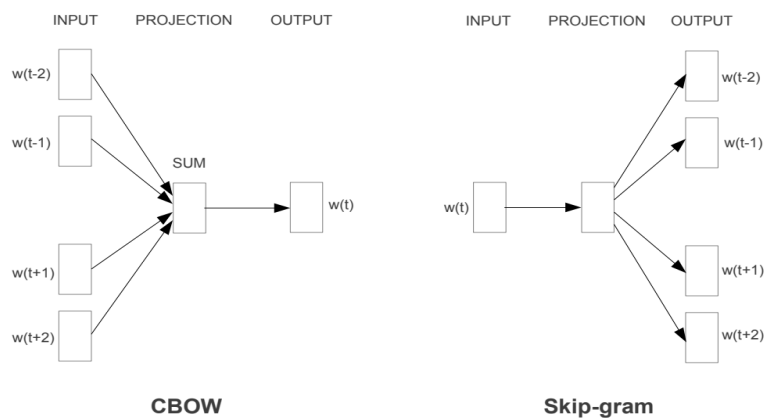 INPUT PROJECTION OUTPUT
w(t-2)
w(t-1)
SUM
w(t)
w(t+1)
w(t+2)
CBOW
INPUT PROJECTION OUTPUT
w(t-2)
w(t-1)
w(t)
w(t+1)
w(t+2)
Skip-gram